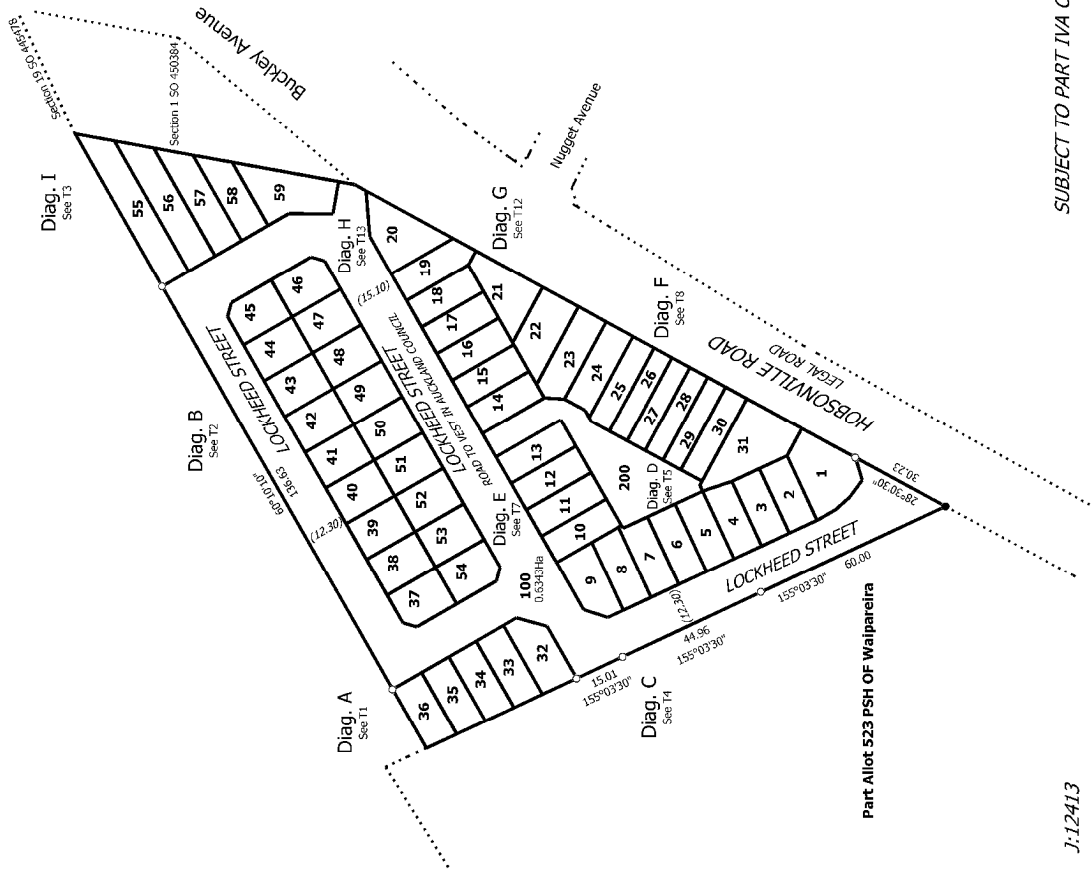 Section 19 SO 445478
Buckley Avenue
SUBJECT TO PART IVA C
Section 1 SO 450384
Nugget Avenue
Diag. I
See T3
55
56
57
58
59
Diag. G
See T12
Diag. H
See T13
20
19
18
17
16
15
14
21
22
23
24
25
26
27
28
29
30
31
(15.10)
46
45
47
44
48
43
49
42
50
41
51
40
52
39
53
38
54
37
LOCKHEED STREET
LOCKHEED STREET
ROAD TO VEST IN AUCKLAND COUNCIL
Diag. F
See T8
HOBSONVILLE ROAD
LEGAL ROAD
Diag. B
See T2
136.63
60°10'10"
(12.30)
Diag. E
See T7
13
12
11
10
200
Diag. D
See T5
9
8
7
6
5
4
3
2
1
100
0.6343Ha
30.23
28°30'30"
LOCKHEED STREET
(12.30)
60.00
155°03'30"
44.96
155°03'30"
15.01
155°03'30"
32
33
34
35
36
Diag. A
See T1
Diag. C
See T4
Part Allot 523 PSH OF Waipareira
J:12413